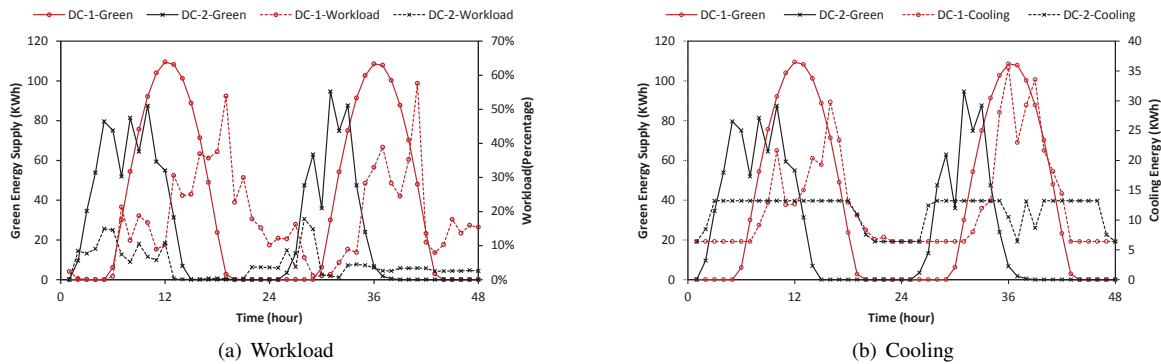 DC-1-Green DC-2-Green DC-1-Workload DC-2-Workload
120
100
80
60
40
20
0
Green Energy Supply (KWh)
70%
60%
50%
40%
30%
20%
10%
0%
Workload(Percentage)
0 12 24 36 48
Time (hour)
(a) Workload
DC-1-Green DC-2-Green DC-1-Cooling DC-2-Cooling
120
100
80
60
40
20
0
Green Energy Supply (KWh)
40
35
30
25
20
15
10
5
0
Cooling Energy (KWh)
0 12 24 36 48
Time (hour)
(b) Cooling